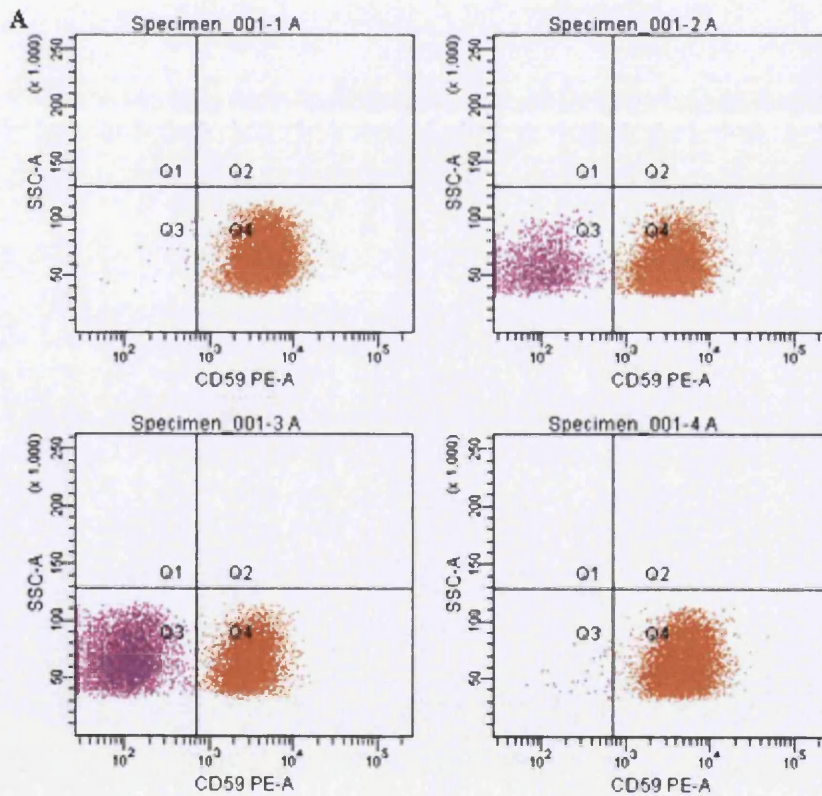 A
Specimen_001-1 A
(x 1,000)
SSC-A
250
200
150
100
50
Q1
Q2
Q3
Q4
10²
10³
10⁴
10⁵
CD59 PE-A
Specimen_001-2 A
(x 1,000)
SSC-A
250
200
150
100
50
Q1
Q2
Q3
Q4
10²
10³
10⁴
10⁵
CD59 PE-A
Specimen_001-3 A
(x 1,000)
SSC-A
250
200
150
100
50
Q1
Q2
Q3
Q4
10²
10³
10⁴
10⁵
CD59 PE-A
Specimen_001-4 A
(x 1,000)
SSC-A
250
200
150
100
50
Q1
Q2
Q3
Q4
10²
10³
10⁴
10⁵
CD59 PE-A